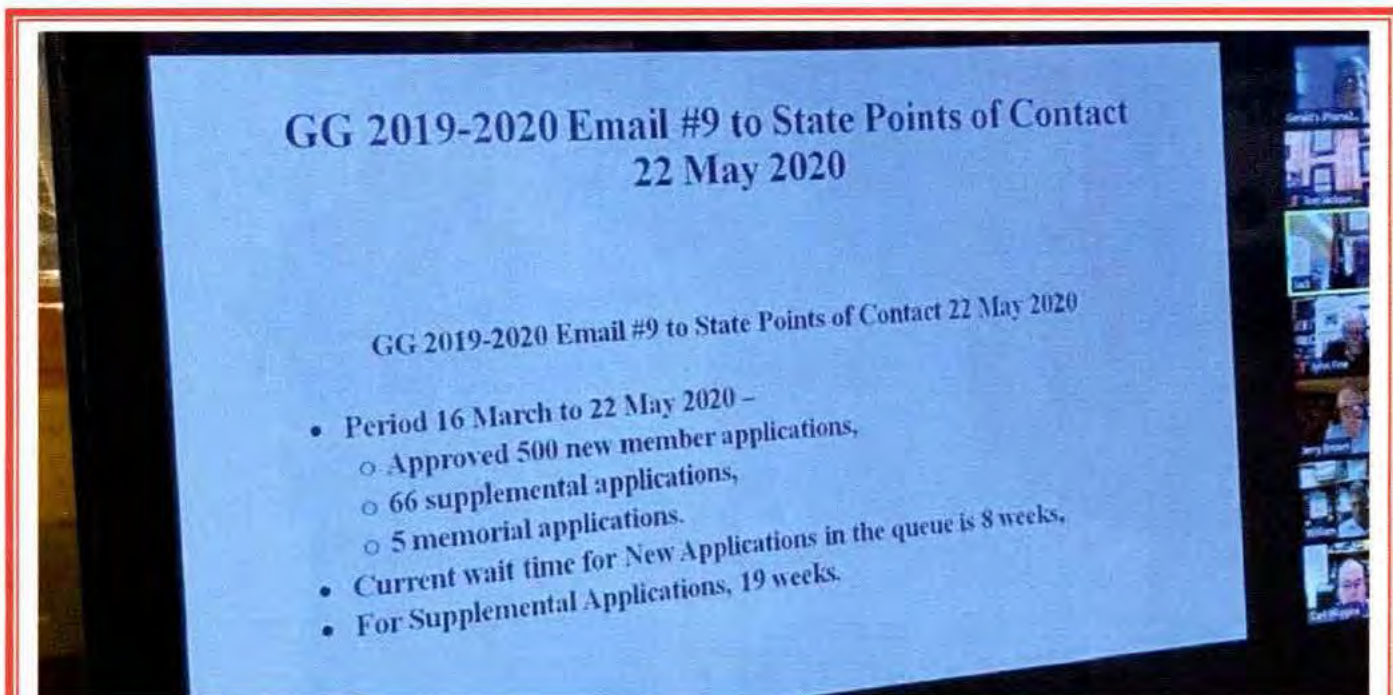 GG 2019-2020 Email #9 to State Points of Contact
22 May 2020
GG 2019-2020 Email #9 to State Points of Contact 22 May 2020
• Period 16 March to 22 May 2020 –
○ Approved 500 new member applications,
○ 66 supplemental applications,
○ 5 memorial applications.
• Current wait time for New Applications in the queue is 8 weeks,
• For Supplemental Applications, 19 weeks.